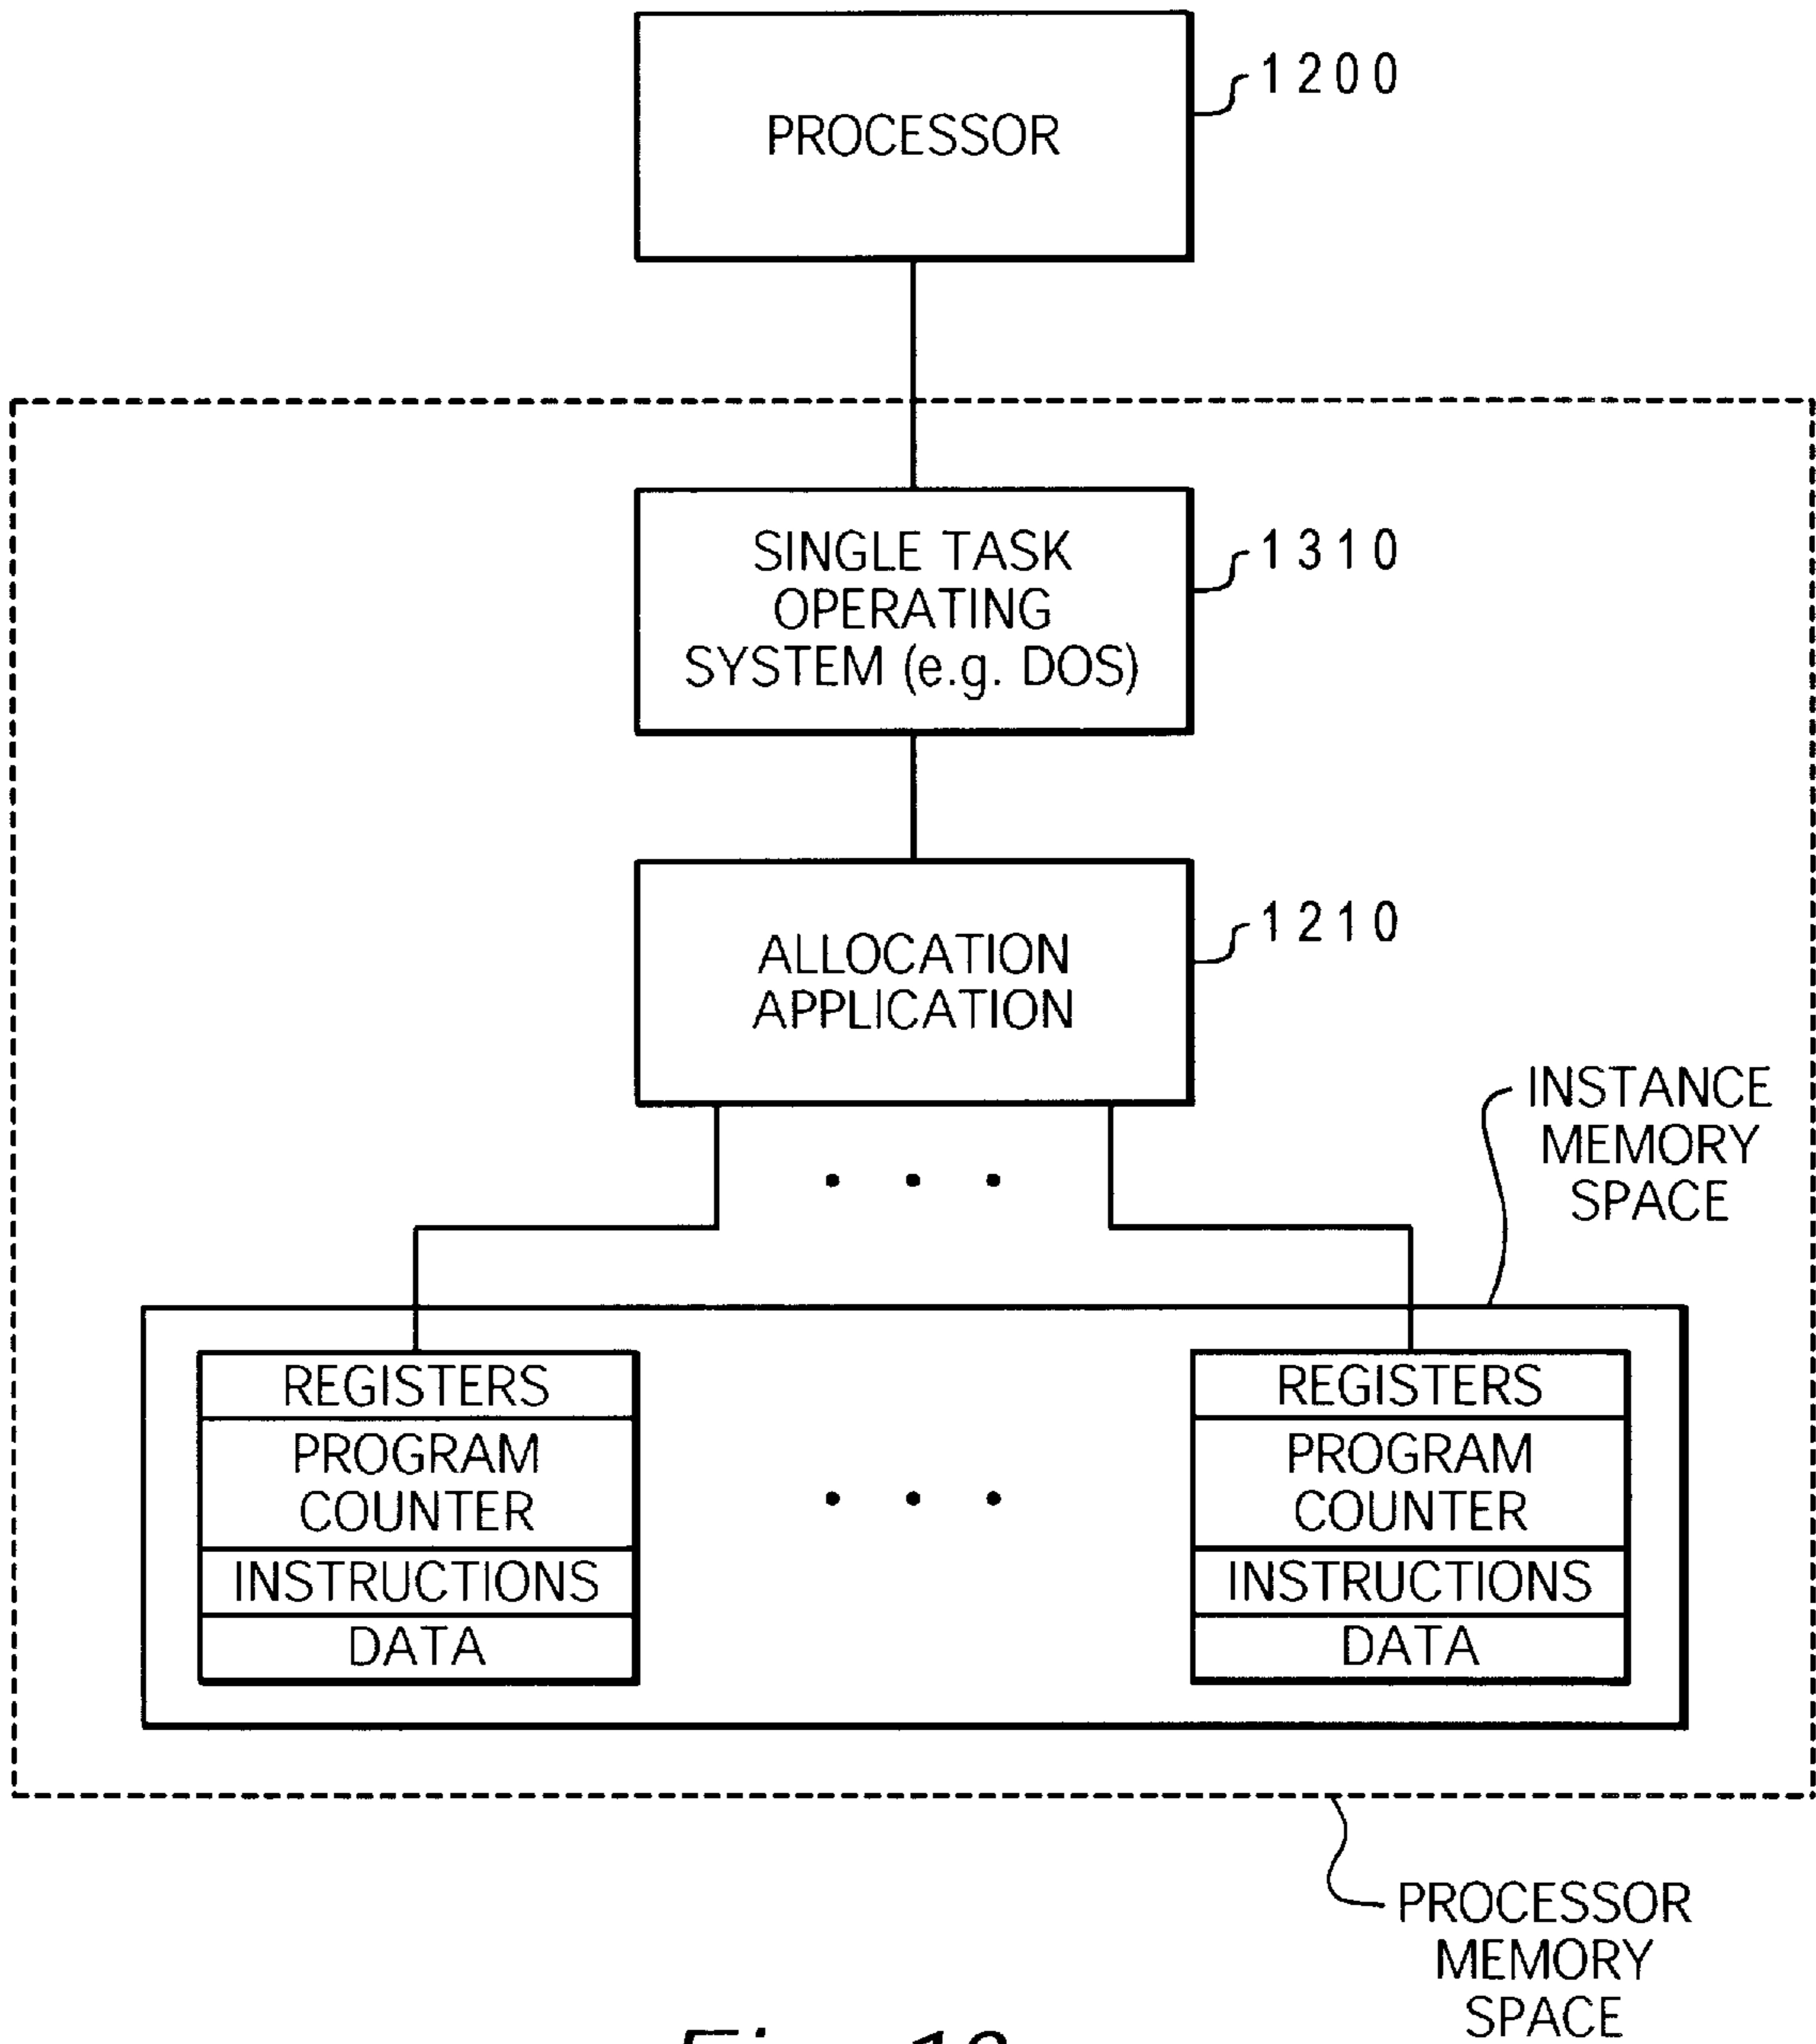 PROCESSOR
1200
SINGLE TASK
OPERATING
SYSTEM (e.g. DOS)
1310
ALLOCATION
APPLICATION
1210
INSTANCE
MEMORY
SPACE
REGISTERS
PROGRAM
COUNTER
INSTRUCTIONS
DATA
REGISTERS
PROGRAM
COUNTER
INSTRUCTIONS
DATA
PROCESSOR
MEMORY
SPACE